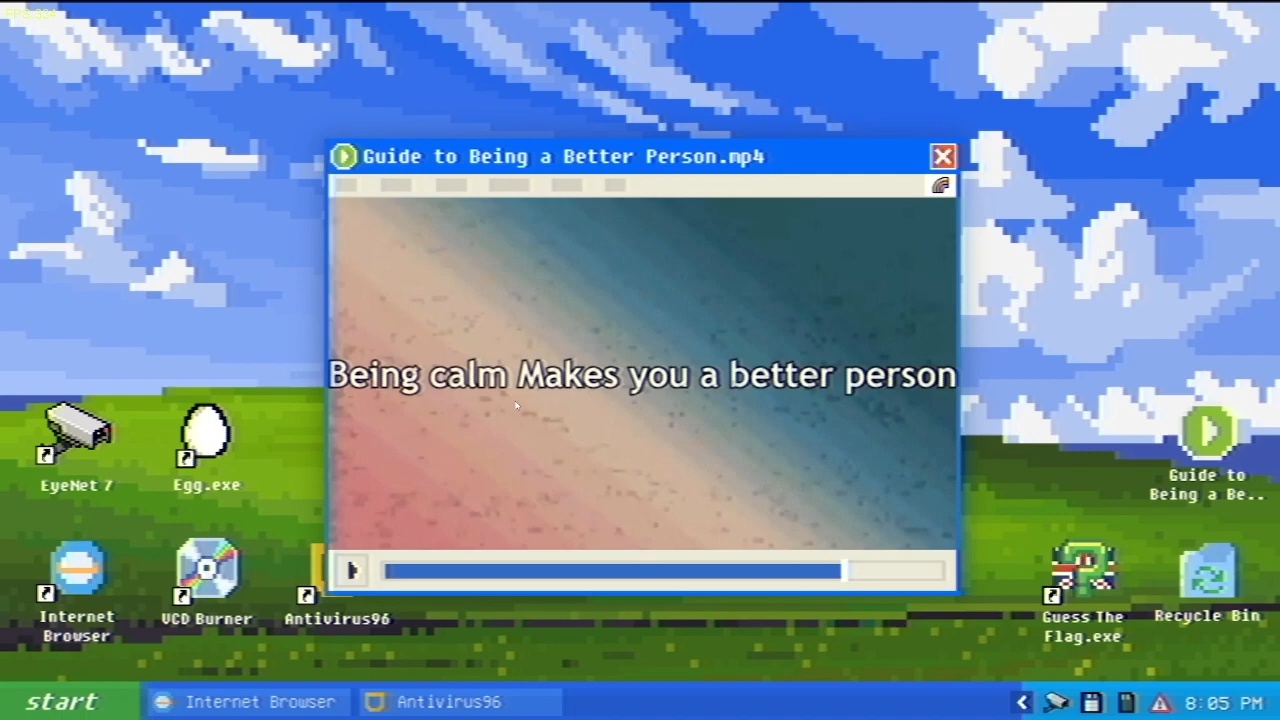 Guide to Being a Better Person.mp4
Being calm Makes you a better person
EyeNet 7
Egg.exe
Guide to
Being a Be..
Internet
Browser
VCD Burner
Antivirus96
Guess The
Flag.exe
Recycle Bin
start
Internet Browser
Antivirus96
8:05 PM